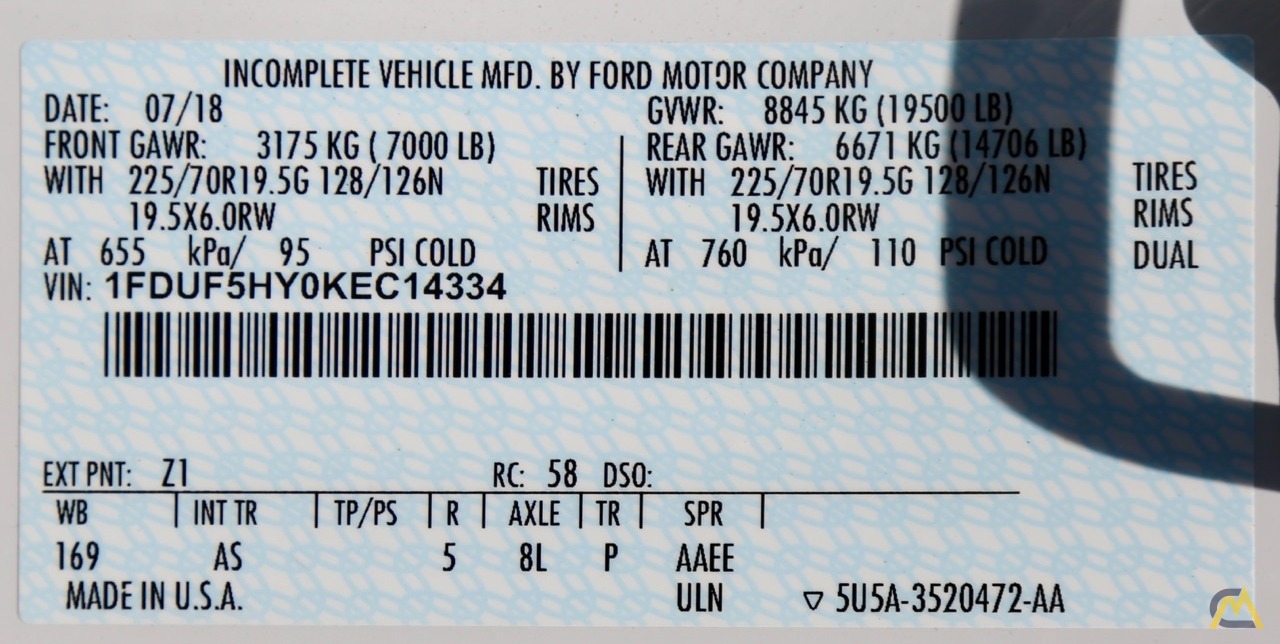 INCOMPLETE VEHICLE MFD. BY FORD MOTOR COMPANY
DATE: 07/18 GVWR: 8845 KG (19500 LB)
FRONT GAWR: 3175 KG ( 7000 LB) REAR GAWR: 6671 KG (14706 LB)
WITH 225/70R19.5G 128/126N TIRES WITH 225/70R19.5G 128/126N TIRES
19.5X6.0RW RIMS 19.5X6.0RW RIMS
AT 655 kPa/ 95 PSI COLD AT 760 kPa/ 110 PSI COLD DUAL
VIN: 1FDUF5HY0KEC14334
EXT PNT: Z1 RC: 58 DSO:
WB INT TR TP/PS R AXLE TR SPR
169 AS 5 8L P AAEE
MADE IN U.S.A. ULN ▽ 5U5A-3520472-AA